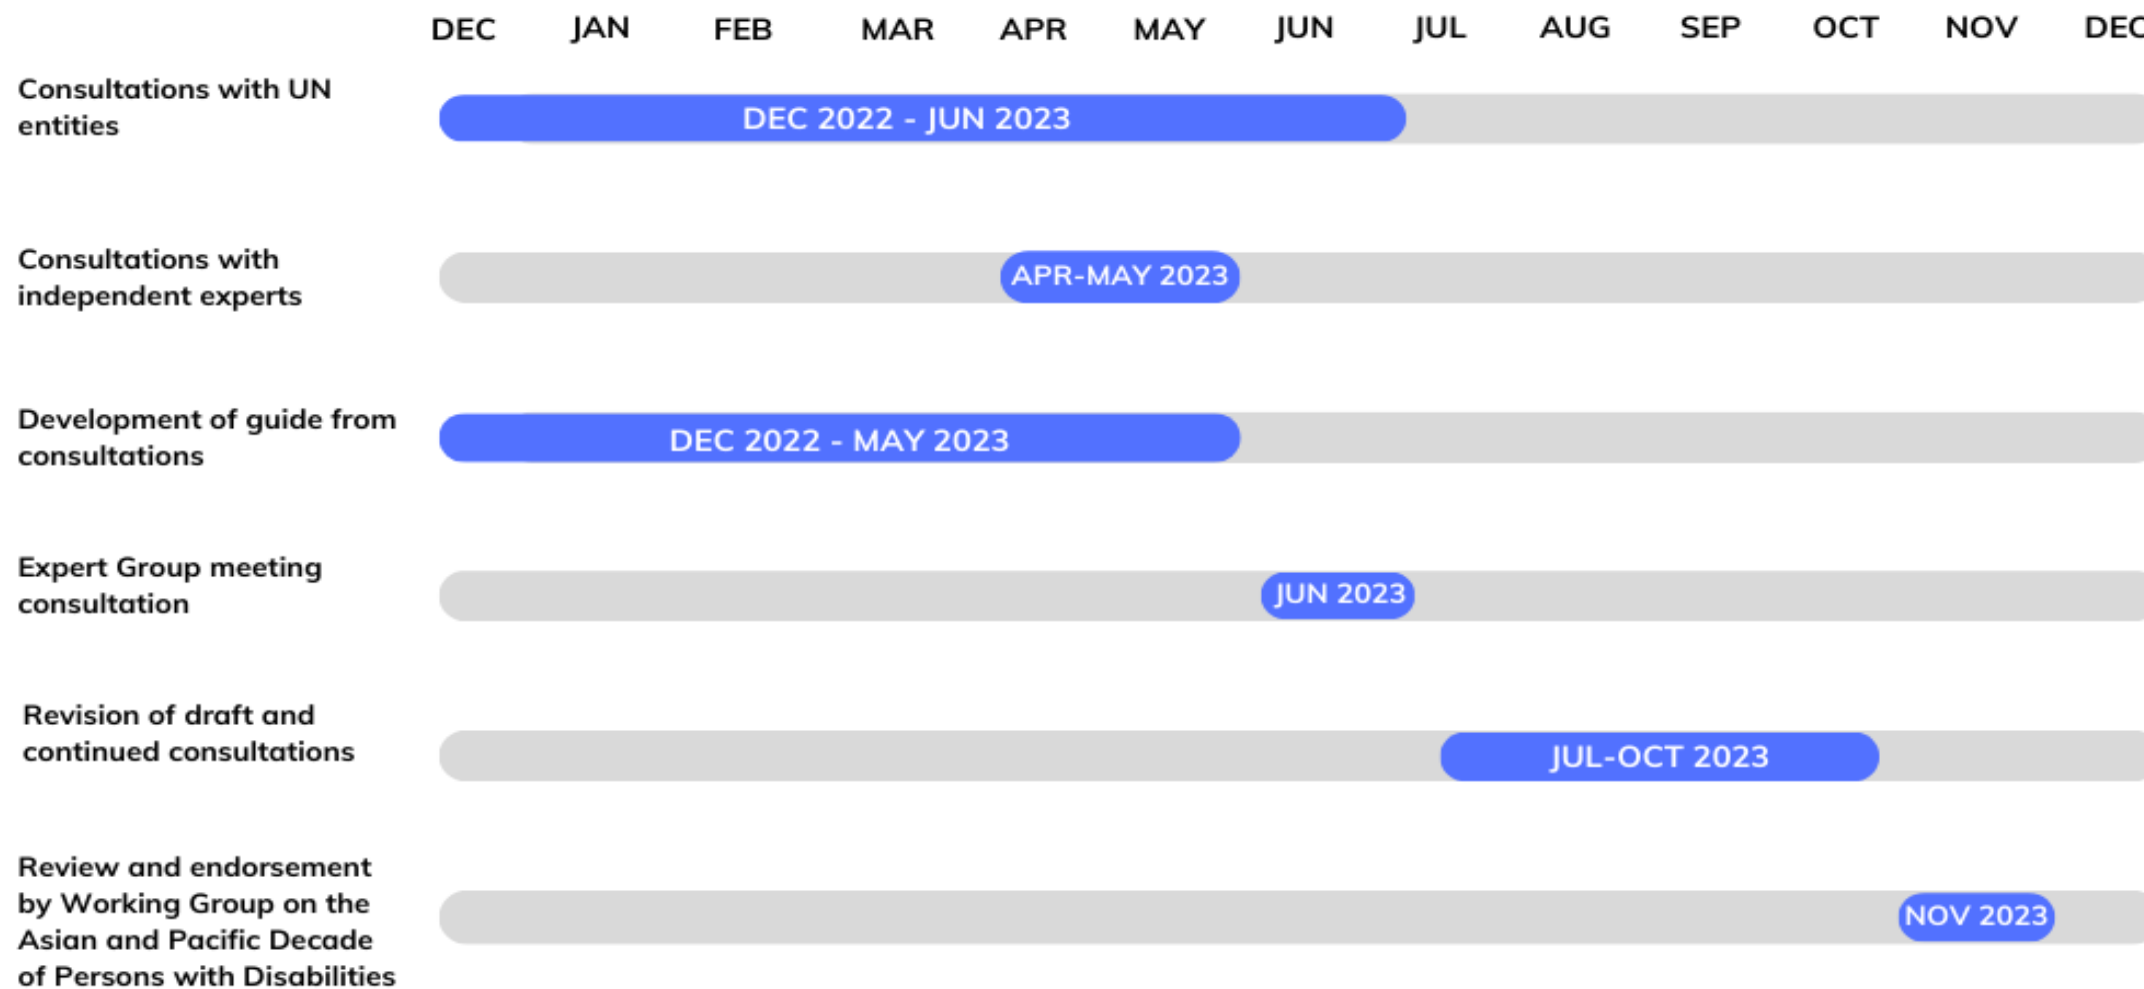 DEC JAN FEB MAR APR MAY JUN JUL AUG SEP OCT NOV DEC
Consultations with UN
entities
DEC 2022 - JUN 2023
Consultations with
independent experts
APR-MAY 2023
Development of guide from
consultations
DEC 2022 - MAY 2023
Expert Group meeting
consultation
JUN 2023
Revision of draft and
continued consultations
JUL-OCT 2023
Review and endorsement
by Working Group on the
Asian and Pacific Decade
of Persons with Disabilities
NOV 2023